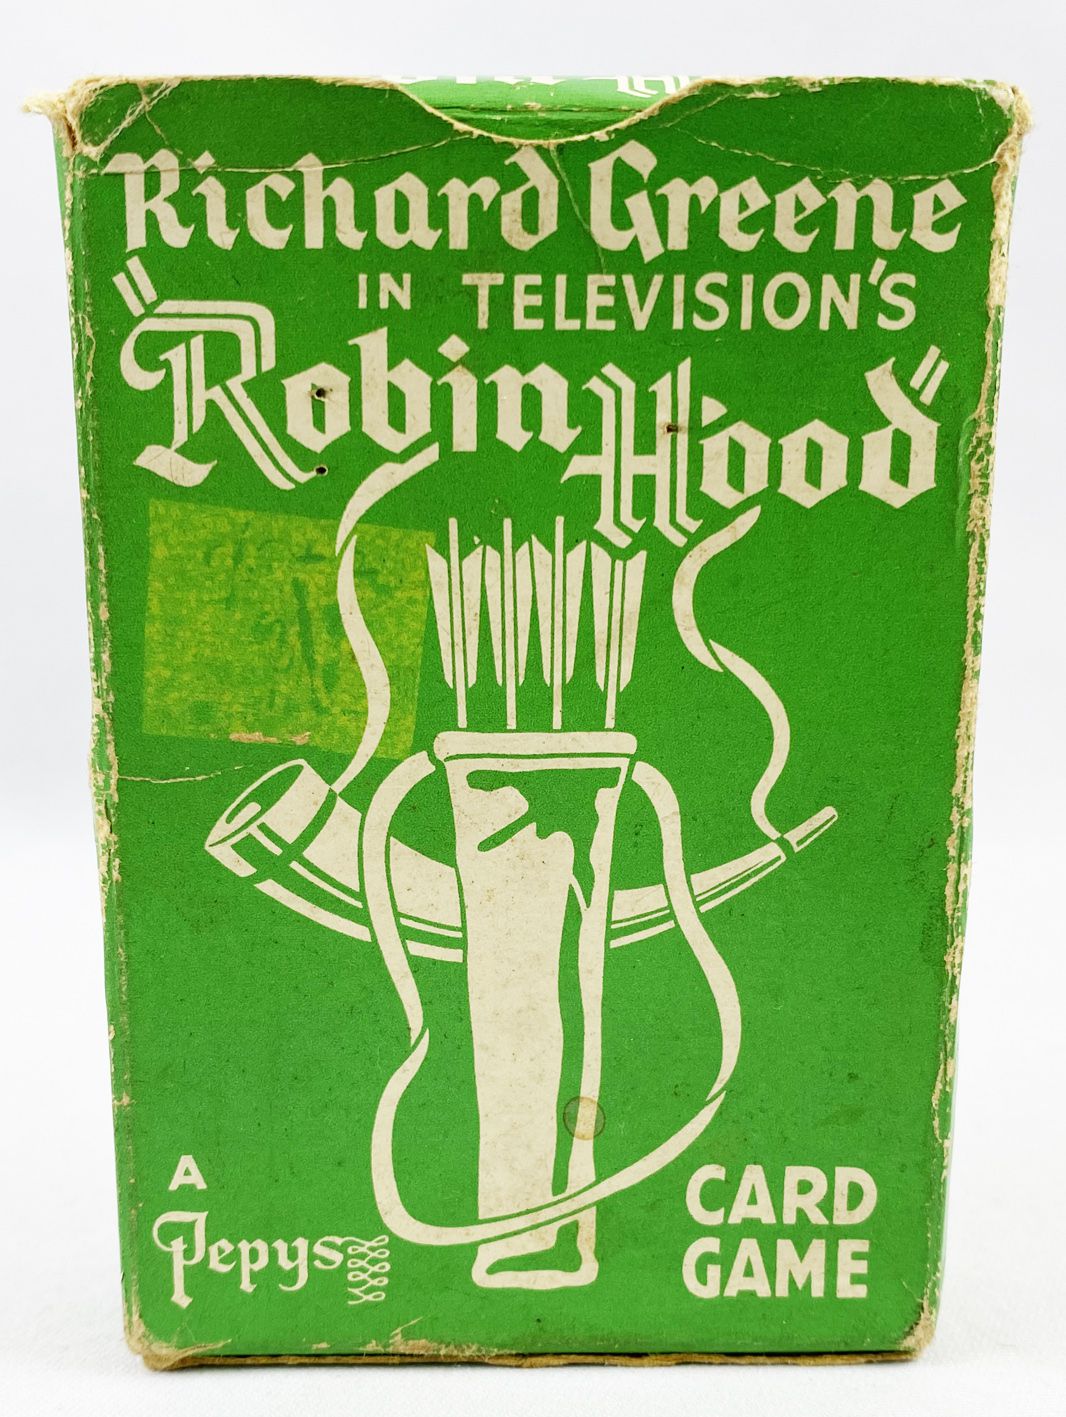 Richard Greene
IN TELEVISION'S
"Robin Hood"
A
Pepys
CARD
GAME